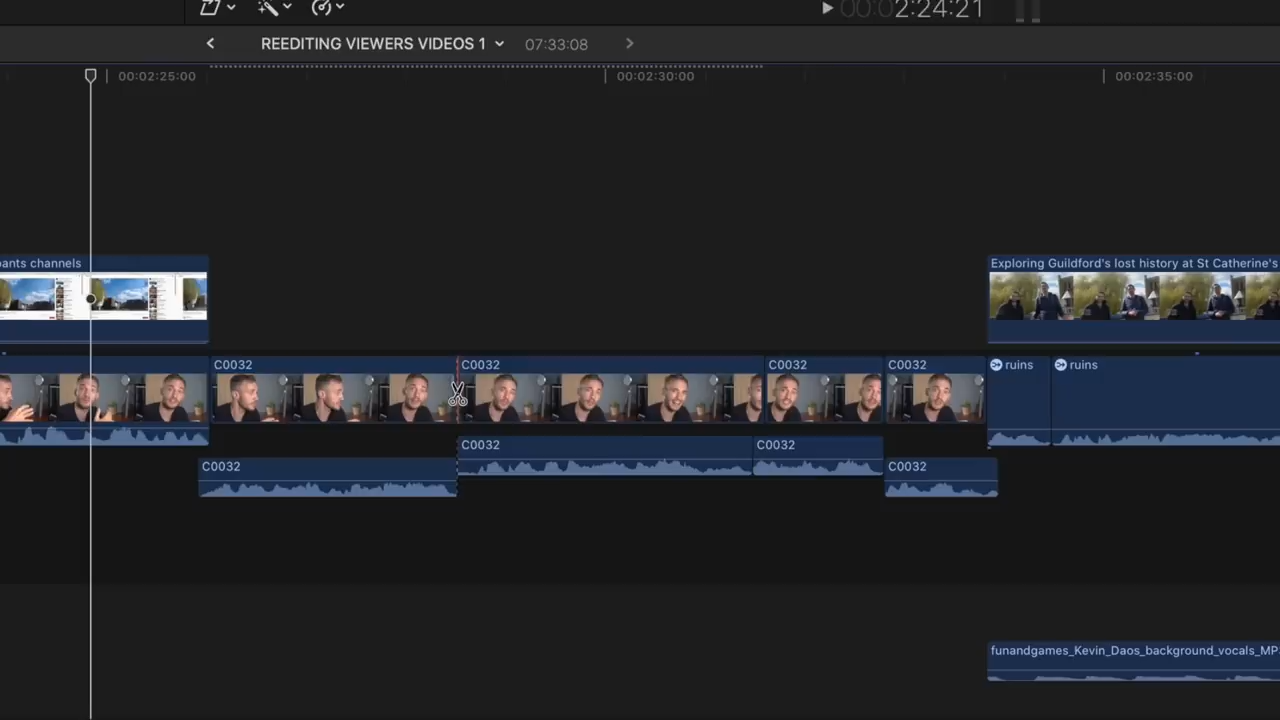 00:02:24:21
REEDITING VIEWERS VIDEOS 1 07:33:08
00:02:25:00 00:02:30:00 00:02:35:00
ants channels Exploring Guildford's lost history at St Catherine's
C0032 C0032 C0032 C0032 ruins ruins
C0032 C0032
C0032 C0032
funandgames_Kevin_Daos_background_vocals_MP